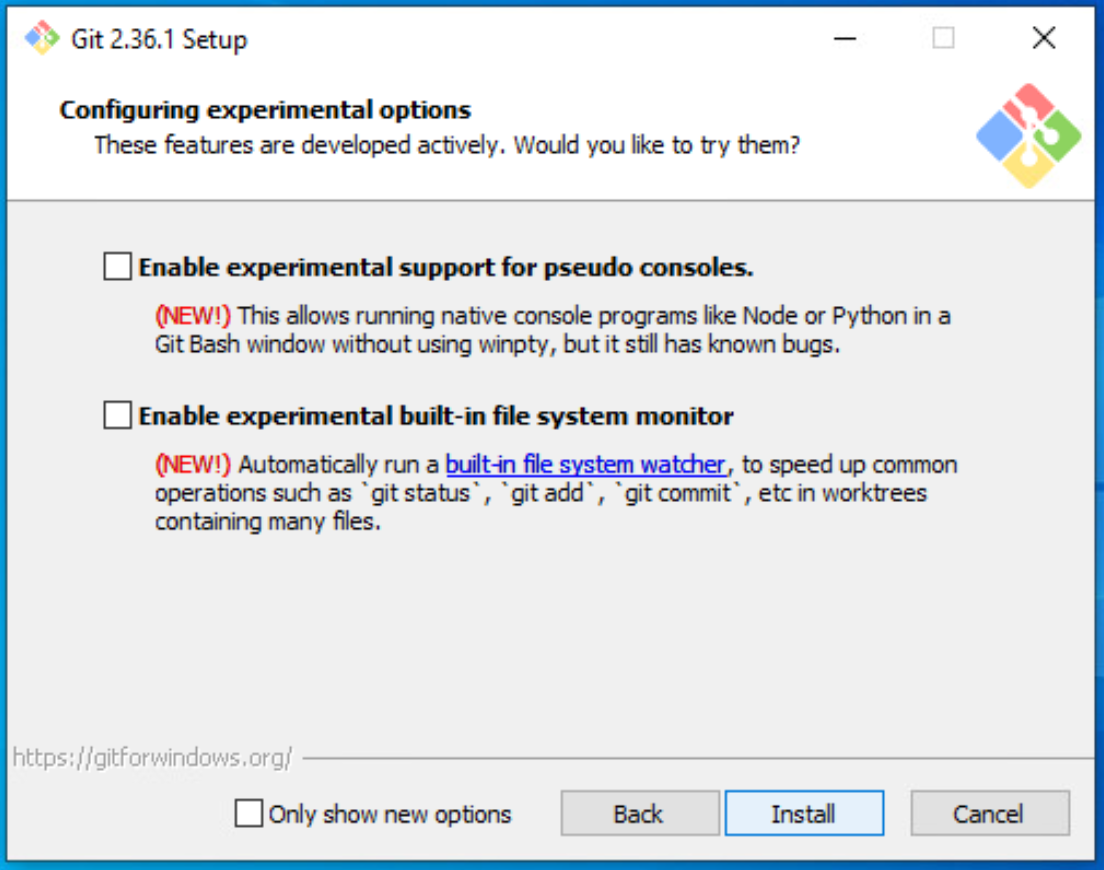 Git 2.36.1 Setup
Configuring experimental options
These features are developed actively. Would you like to try them?
Enable experimental support for pseudo consoles.
(NEW!) This allows running native console programs like Node or Python in a
Git Bash window without using winpty, but it still has known bugs.
Enable experimental built-in file system monitor
(NEW!) Automatically run a built-in file system watcher, to speed up common
operations such as `git status`, `git add`, `git commit`, etc in worktrees
containing many files.
https://gitforwindows.org/
Only show new options
Back
Install
Cancel